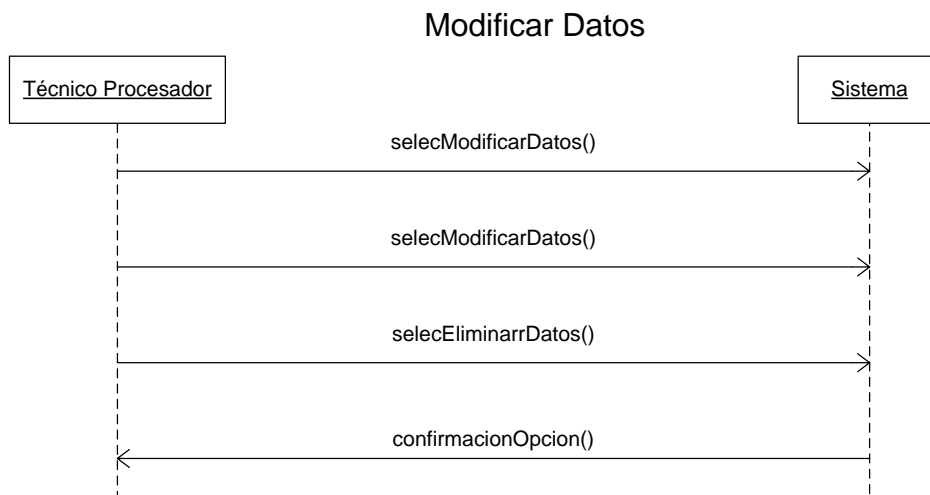 Modificar Datos
Técnico Procesador
Sistema
selecModificarDatos()
selecModificarDatos()
selecEliminarrDatos()
confirmacionOpcion()